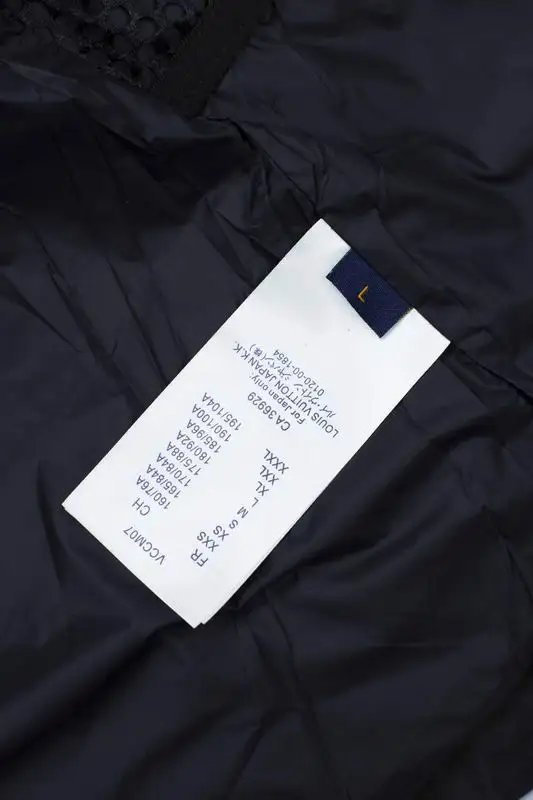 VCCM07
FR CH
XXS 160/76A
XS 165/84A
S 170/84A
M 175/88A
L 180/92A
XL 185/96A
XXL 190/100A
XXXL 195/104A
CA 36929
For Japan only:
LOUIS VUITTON JAPAN K.K.
ルイ・ヴィトン ジャパン(株)
0120-00-1854
L